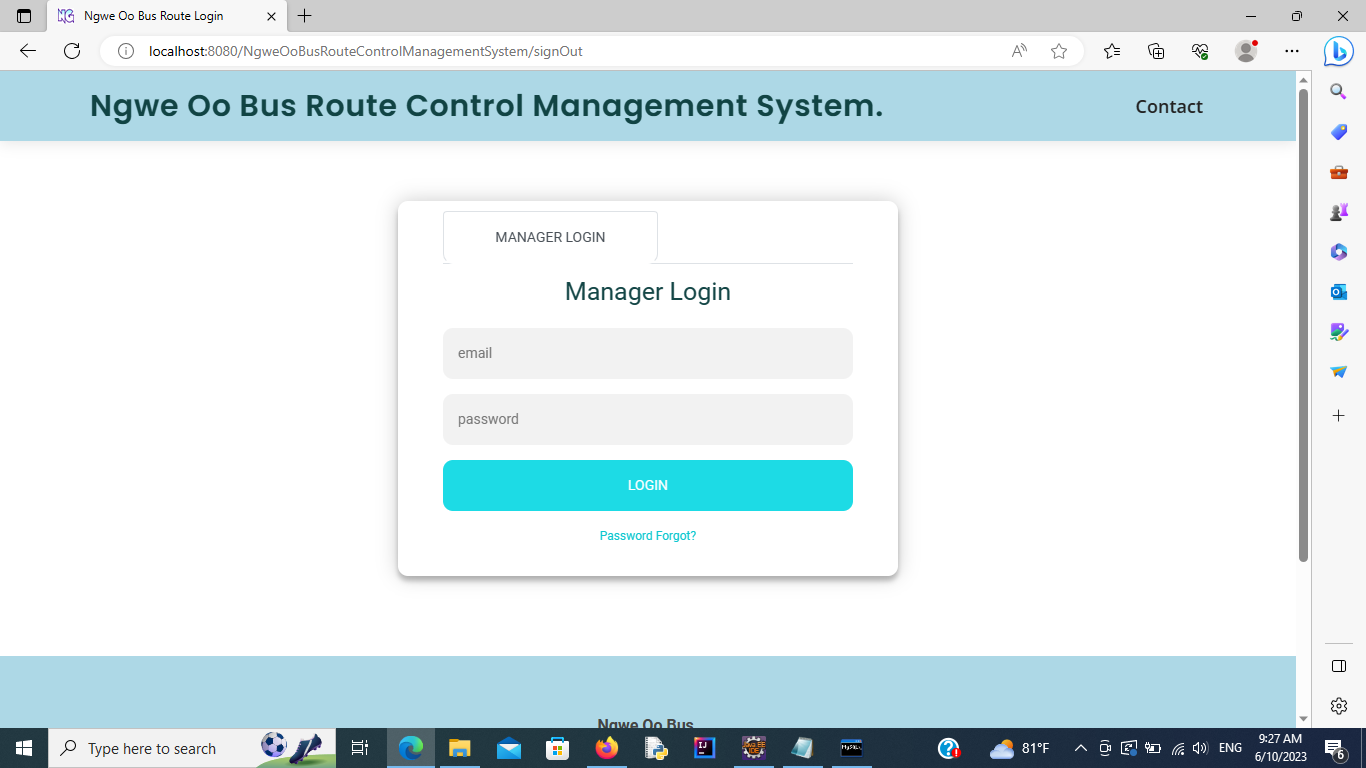 Ngwe Oo Bus Route Login
localhost:8080/NgweOoBusRouteControlManagementSystem/signOut
Ngwe Oo Bus Route Control Management System.
Contact
MANAGER LOGIN
Manager Login
email
password
LOGIN
Password Forgot?
Ngwe Oo Bus
Type here to search
81°F
ENG
9:27 AM
6/10/2023
6